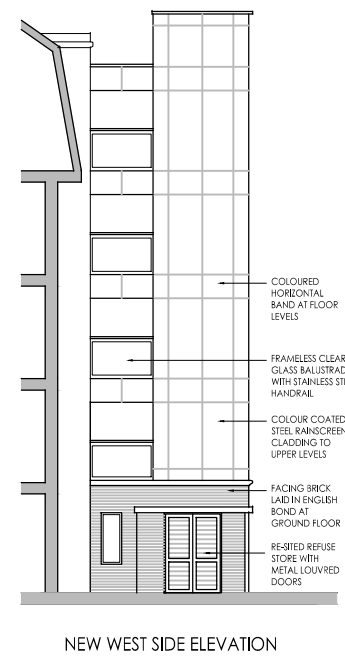 COLOURED
HORIZONTAL
BAND AT FLOOR
LEVELS
FRAMELESS CLEAR
GLASS BALUSTRAD
WITH STAINLESS ST
HANDRAIL
COLOUR COATED
STEEL RAINSCREEN
CLADDING TO
UPPER LEVELS
FACING BRICK
LAID IN ENGLISH
BOND AT
GROUND FLOOR
RE-SITED REFUSE
STORE WITH
METAL LOUVRED
DOORS
NEW WEST SIDE ELEVATION